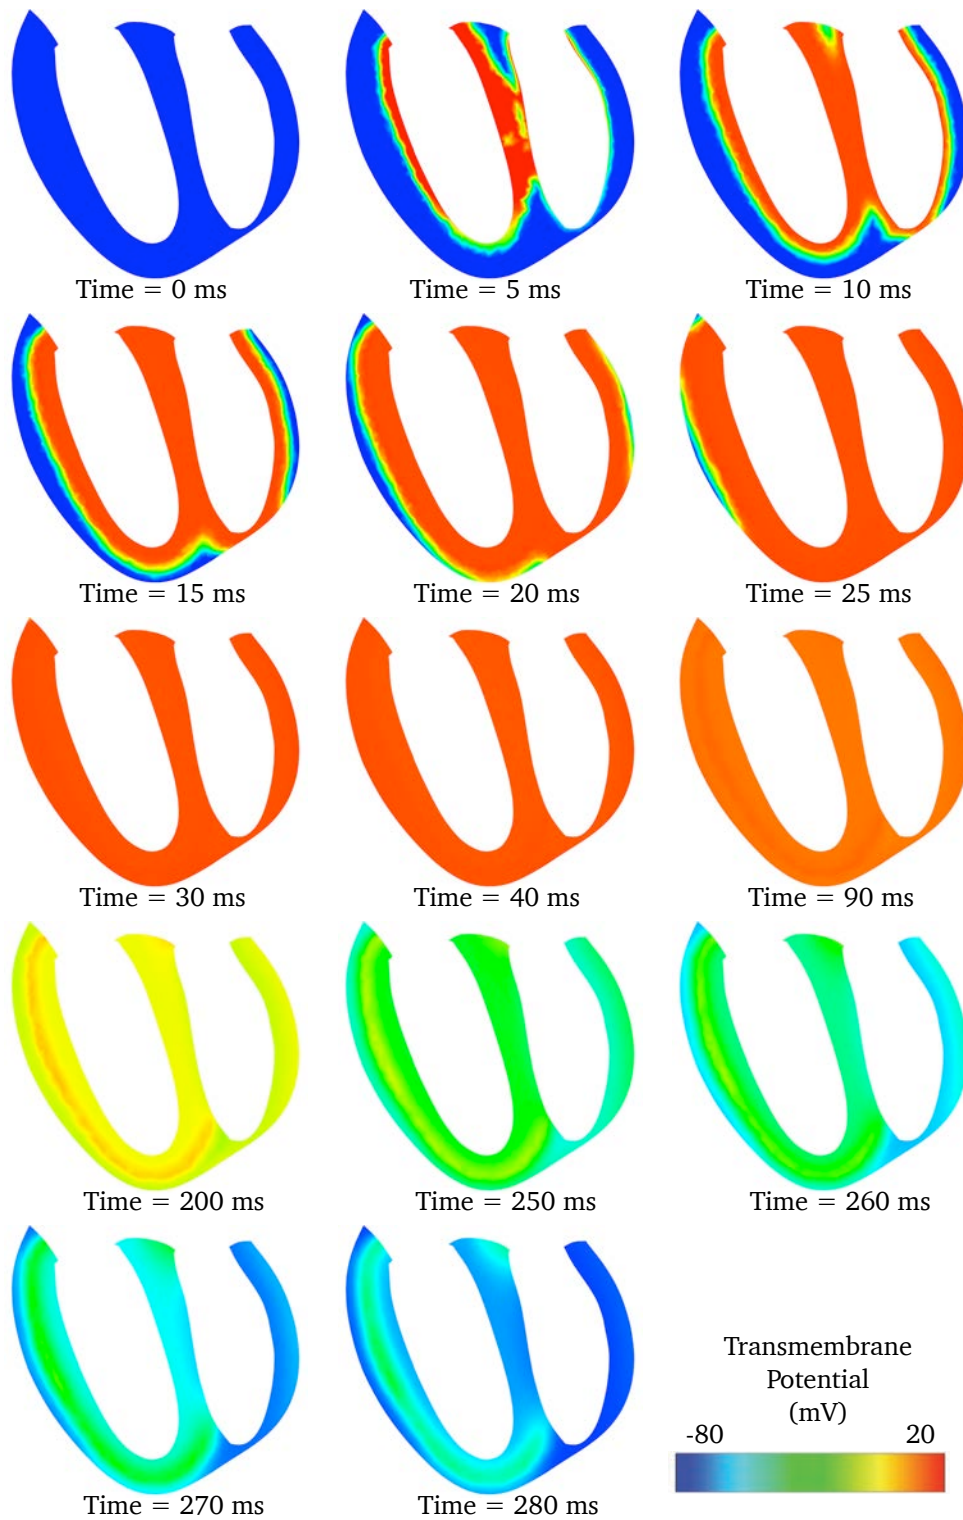 Time = 0 ms
Time = 5 ms
Time = 10 ms
Time = 15 ms
Time = 20 ms
Time = 25 ms
Time = 30 ms
Time = 40 ms
Time = 90 ms
Time = 200 ms
Time = 250 ms
Time = 260 ms
Time = 270 ms
Time = 280 ms
Transmembrane
Potential
(mV)
-80 20